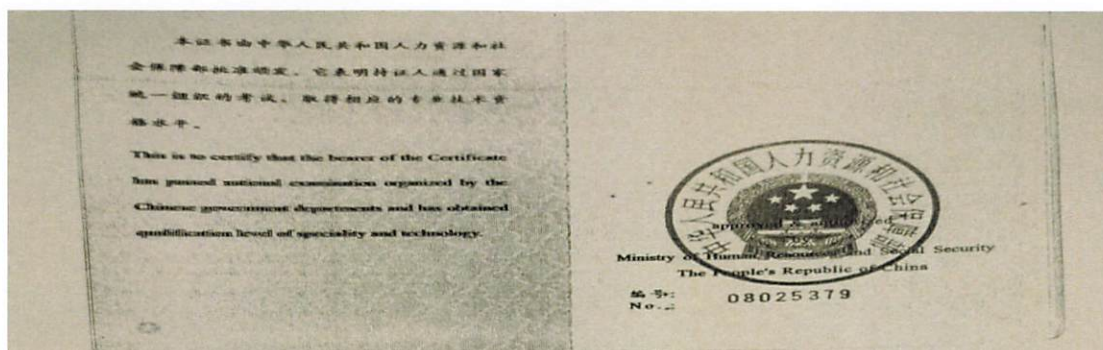 本证书由中华人民共和国人力资源和社
会保障部批准颁发。它表明持证人通过国家
统一组织的考试，取得相应的专业技术资
格水平。
This is to certify that the bearer of the Certificate
has passed national examination organized by the
Chinese government departments and has obtained
qualification level of speciality and technology.
中华人民共和国人力资源和社会保障部
approved & authorized
Ministry of Human Resources and Social Security
The People's Republic of China
编号：
No.: 08025379